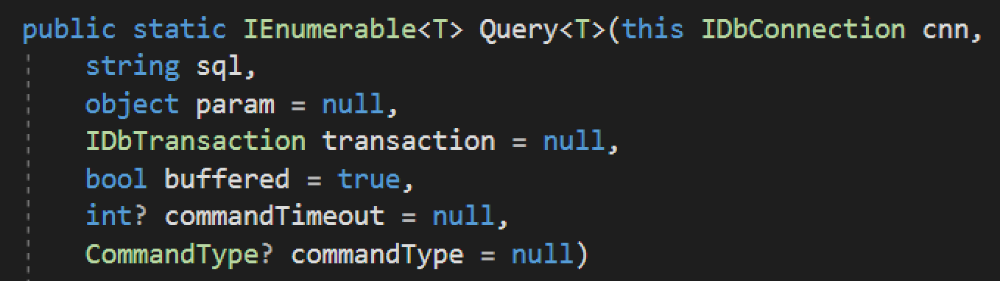 public static IEnumerable<T> Query<T>(this IDbConnection cnn,
string sql,
object param = null,
IDbTransaction transaction = null,
bool buffered = true,
int? commandTimeout = null,
CommandType? commandType = null)